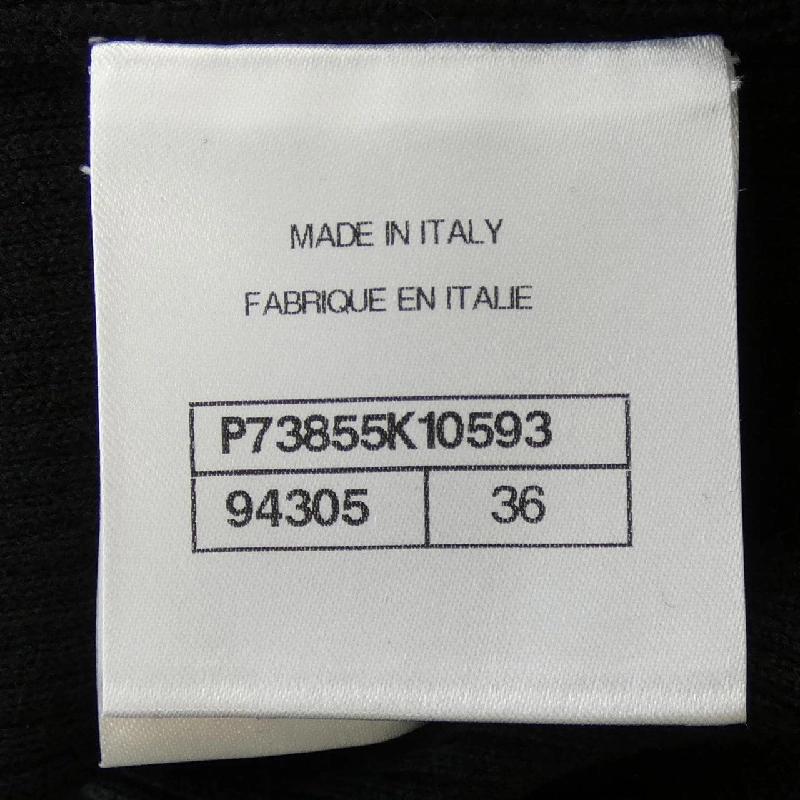 MADE IN ITALY
FABRIQUE EN ITALIE
P73855K10593
94305 36